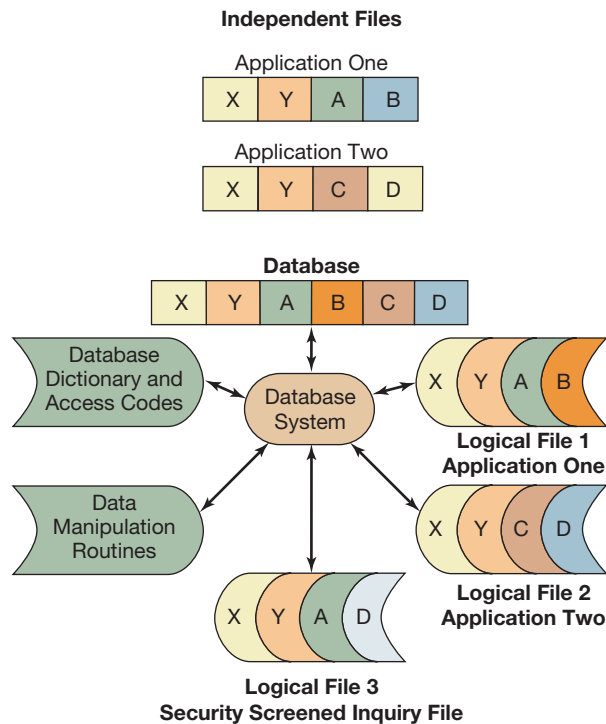 Independent Files
Application One
X Y A B
Application Two
X Y C D
Database
X Y A B C D
Database
Dictionary and
Access Codes
Database
System
X Y A B
Logical File 1
Application One
Data
Manipulation
Routines
X Y C D
Logical File 2
Application Two
X Y A D
Logical File 3
Security Screened Inquiry File